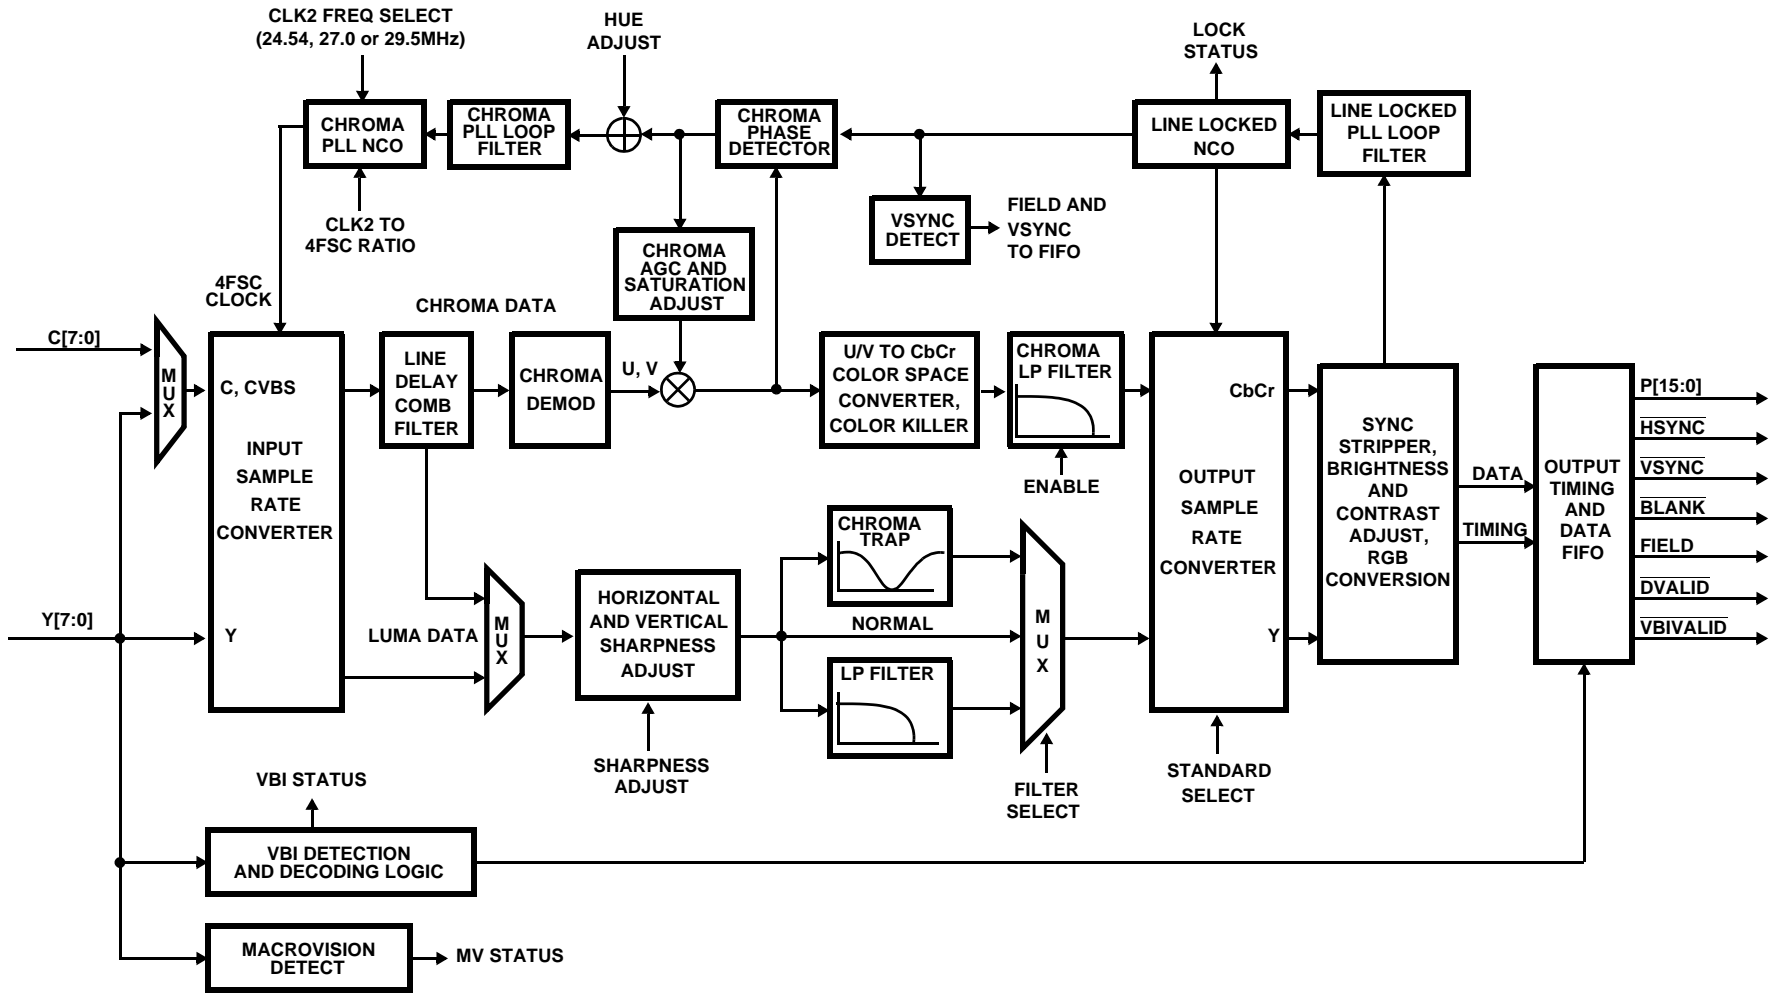 CLK2 FREQ SELECT
(24.54, 27.0 or 29.5MHz)
HUE
ADJUST
LOCK
STATUS
CHROMA
PLL NCO
CHROMA
PLL LOOP
FILTER
CHROMA
PHASE
DETECTOR
LINE LOCKED
NCO
LINE LOCKED
PLL LOOP
FILTER
CLK2 TO
4FSC RATIO
VSYNC
DETECT
FIELD AND
VSYNC
TO FIFO
CHROMA
AGC AND
SATURATION
ADJUST
4FSC
CLOCK
CHROMA DATA
C[7:0]
M
U
X
C, CVBS
INPUT
SAMPLE
RATE
CONVERTER
Y
LINE
DELAY
COMB
FILTER
CHROMA
DEMOD
U, V
U/V TO CbCr
COLOR SPACE
CONVERTER,
COLOR KILLER
CHROMA
LP FILTER
ENABLE
CbCr
OUTPUT
SAMPLE
RATE
CONVERTER
Y
SYNC
STRIPPER,
BRIGHTNESS
AND
CONTRAST
ADJUST,
RGB
CONVERSION
DATA
TIMING
OUTPUT
TIMING
AND
DATA
FIFO
P[15:0]
HSYNC
VSYNC
BLANK
FIELD
DVALID
VBIVALID
Y[7:0]
LUMA DATA
M
U
X
HORIZONTAL
AND VERTICAL
SHARPNESS
ADJUST
CHROMA
TRAP
NORMAL
LP FILTER
M
U
X
SHARPNESS
ADJUST
FILTER
SELECT
STANDARD
SELECT
VBI STATUS
VBI DETECTION
AND DECODING LOGIC
MACROVISION
DETECT
MV STATUS